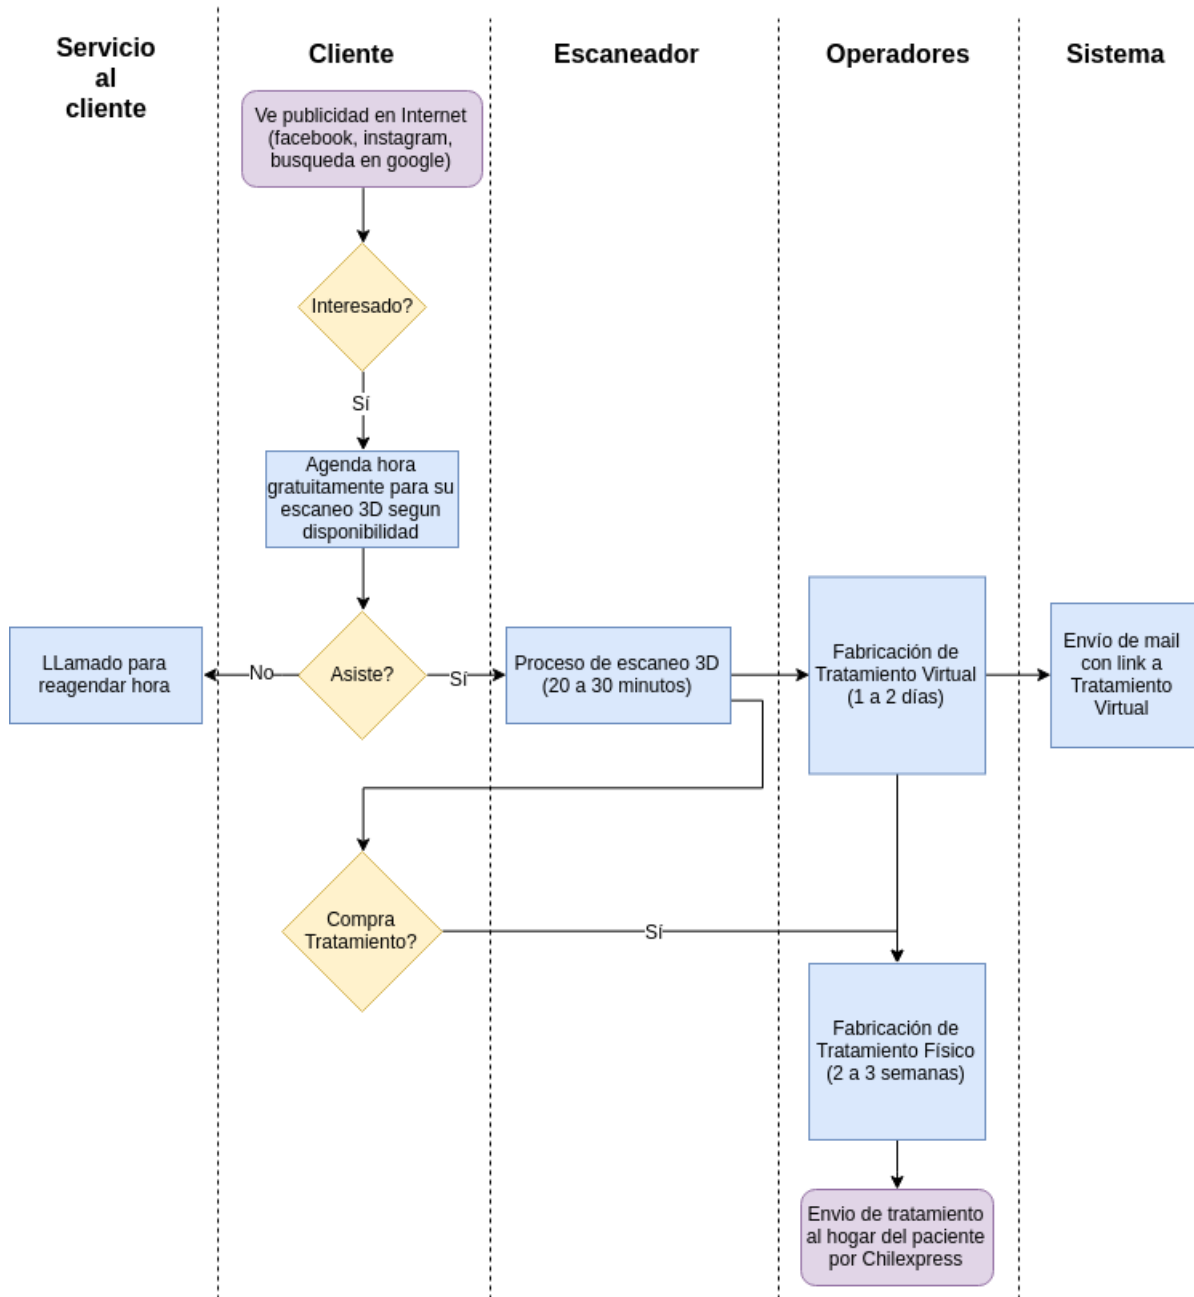 Servicio
al
cliente
Cliente
Escaneador
Operadores
Sistema
Ve publicidad en Internet
(facebook, instagram,
busqueda en google)
Interesado?
Sí
Agenda hora
gratuitamente para su
escaneo 3D segun
disponibilidad
LLamado para
reagendar hora
No
Asiste?
Sí
Proceso de escaneo 3D
(20 a 30 minutos)
Fabricación de
Tratamiento Virtual
(1 a 2 días)
Envío de mail
con link a
Tratamiento
Virtual
Compra
Tratamiento?
Sí
Fabricación de
Tratamiento Físico
(2 a 3 semanas)
Envio de tratamiento
al hogar del paciente
por Chilexpress